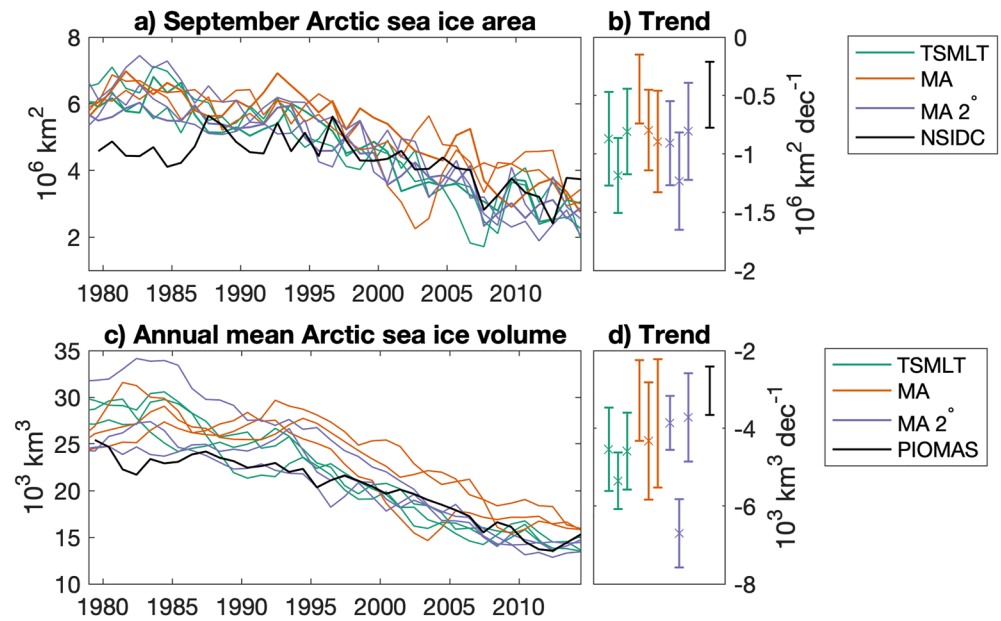 a) September Arctic sea ice area
b) Trend
8
6
4
2
10⁶ km²
1980 1985 1990 1995 2000 2005 2010
0
-0.5
-1
-1.5
-2
10⁶ km² dec⁻¹
TSMLT
MA
MA 2°
NSIDC
c) Annual mean Arctic sea ice volume
d) Trend
35
30
25
20
15
10
10³ km³
1980 1985 1990 1995 2000 2005 2010
-2
-4
-6
-8
10³ km³ dec⁻¹
TSMLT
MA
MA 2°
PIOMAS